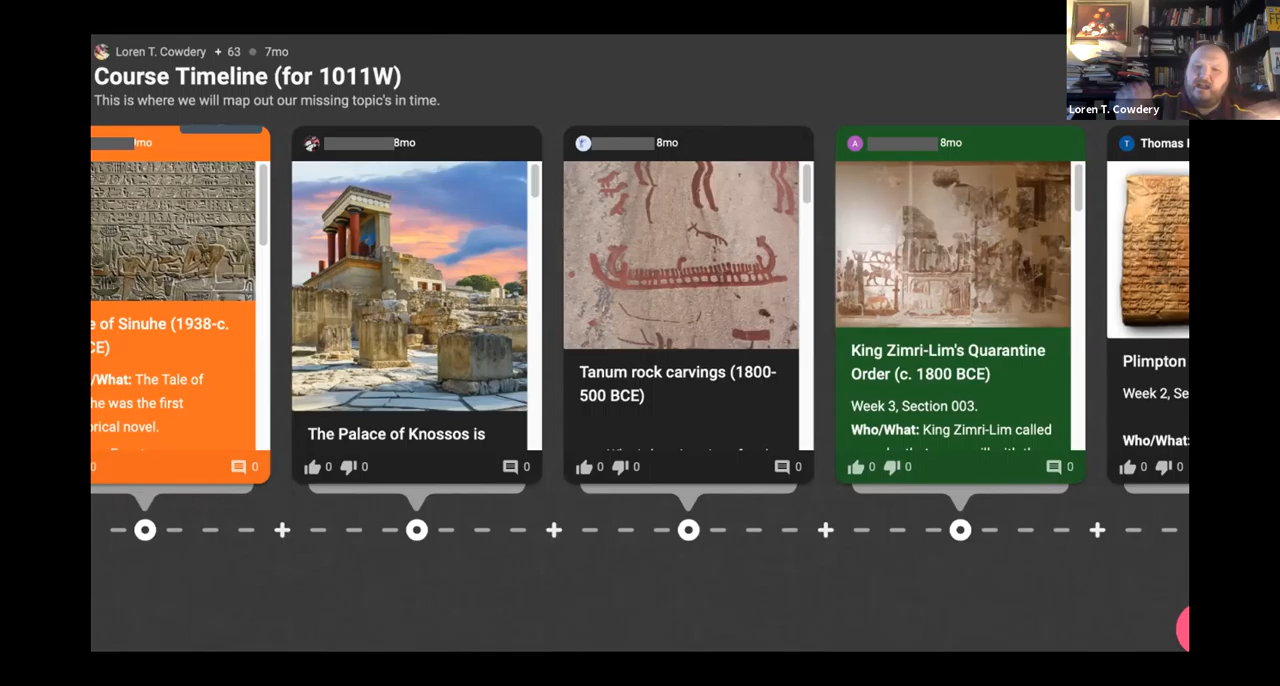 Loren T. Cowdery + 63 7mo
Course Timeline (for 1011W)
This is where we will map out our missing topic's in time.
Loren T. Cowdery
mo
e of Sinuhe (1938-c.
CE)
/What: The Tale of
he was the first
orical novel.
0
8mo
The Palace of Knossos is
0 0 0
8mo
Tanum rock carvings (1800-
500 BCE)
0 0 0
A 8mo
King Zimri-Lim's Quarantine
Order (c. 1800 BCE)
Week 3, Section 003.
Who/What: King Zimri-Lim called
0 0 0
T Thomas
Plimpton
Week 2, Se
Who/What:
0 0